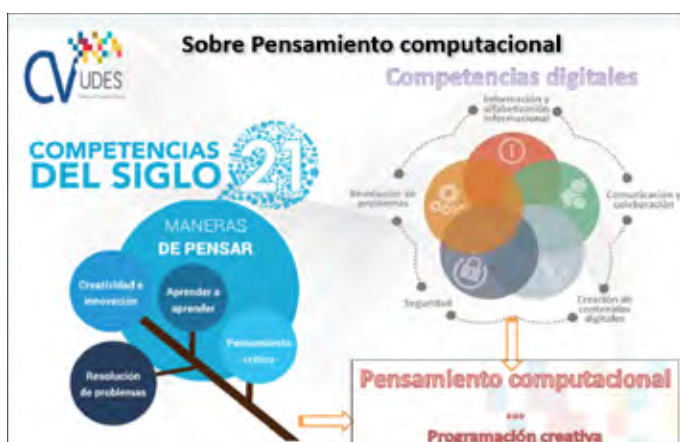 CV UDES
Sobre Pensamiento computacional
Competencias digitales
Información y
alfabetización
informacional
Resolución de
problemas
Comunicación y
colaboración
Seguridad
Creación de
contenidos
digitales
COMPETENCIAS
DEL SIGLO 21
MANERAS
DE PENSAR
Creatividad e
innovación
Aprender a
aprender
Pensamiento
crítico
Resolución
de problemas
Pensamiento computacional
...
Programación creativa